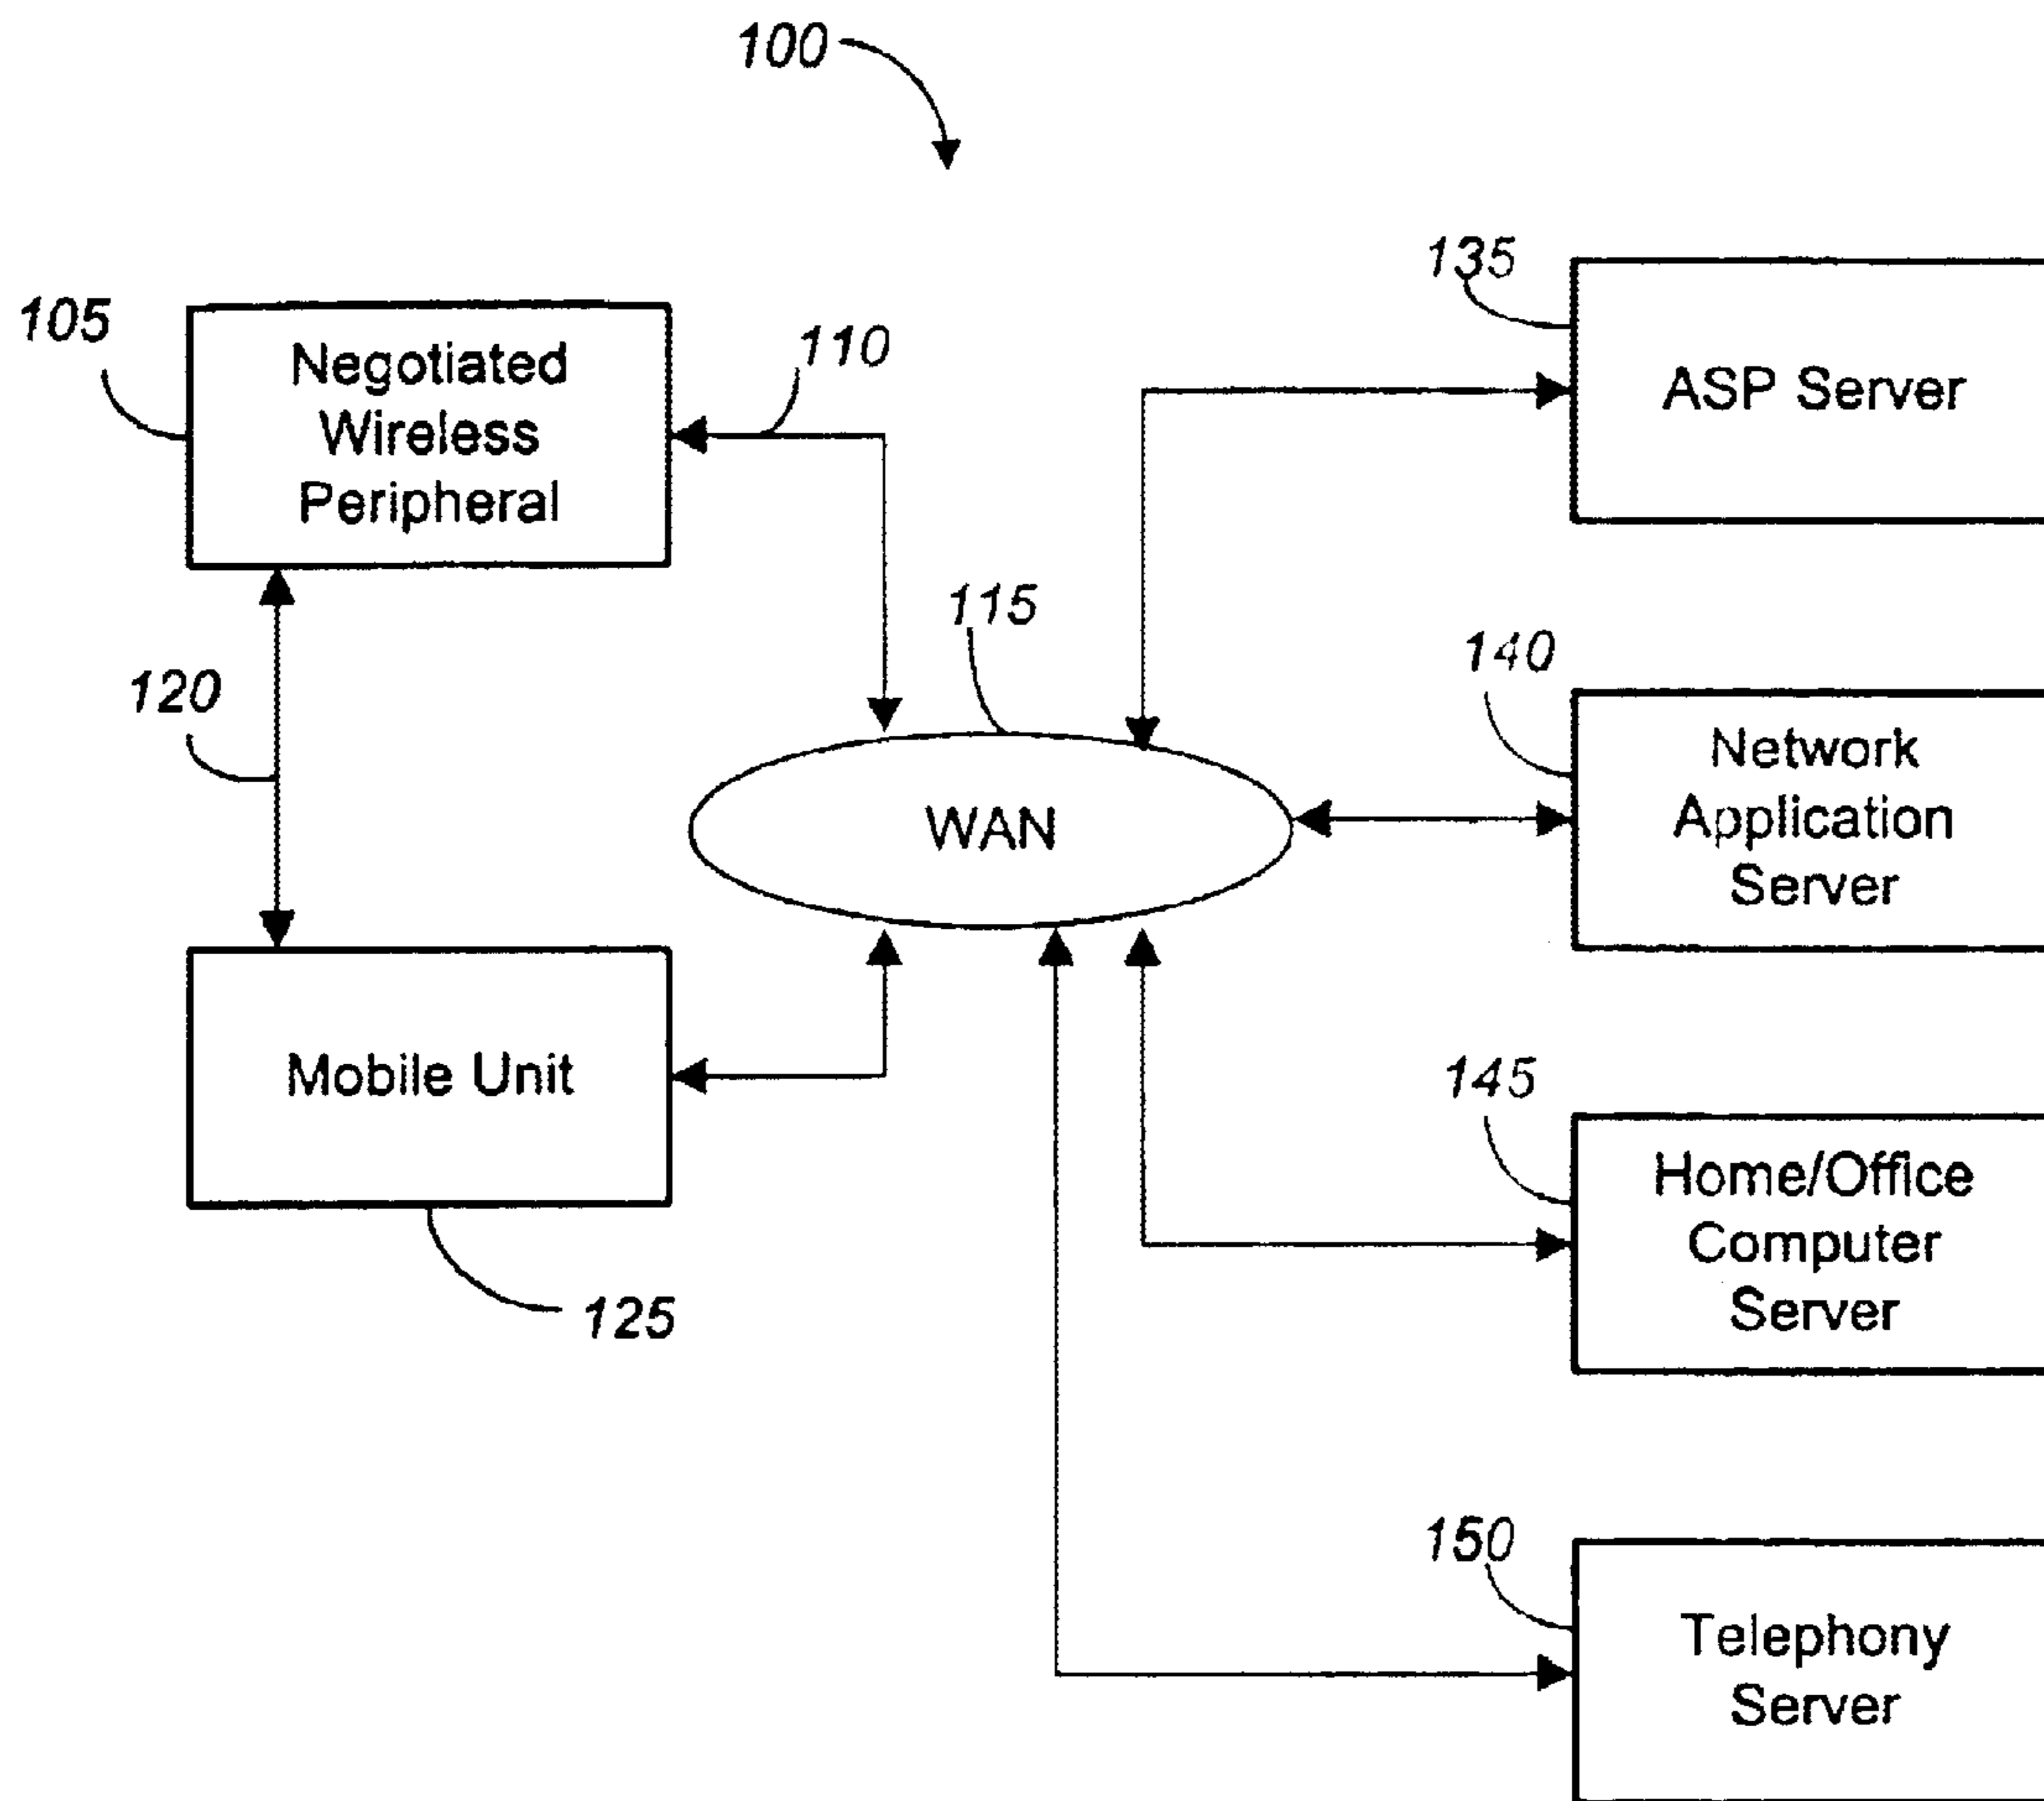 100
135
ASP Server
105
Negotiated
Wireless
Peripheral
110
115
120
140
Network
Application
Server
WAN
Mobile Unit
125
145
Home/Office
Computer
Server
150
Telephony
Server